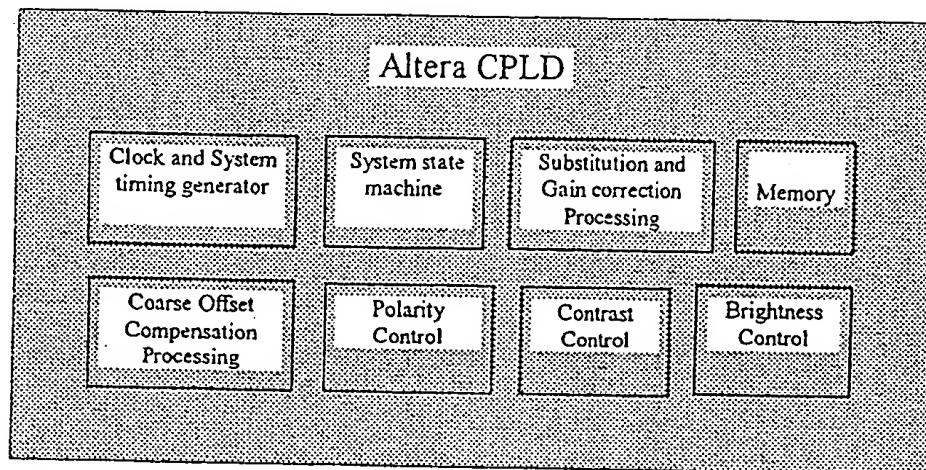 Altera CPLD
Clock and System
timing generator
System state
machine
Substitution and
Gain correction
Processing
Memory
Coarse Offset
Compensation
Processing
Polarity
Control
Contrast
Control
Brightness
Control